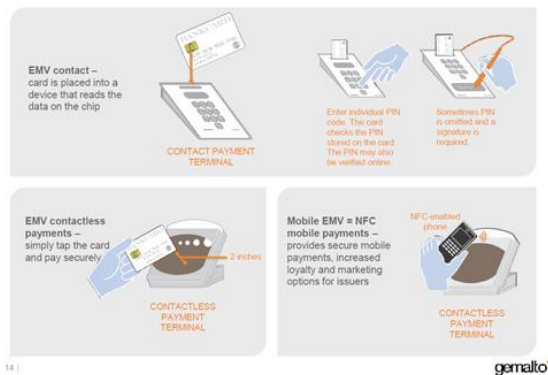 EMV contact –
card is placed into a
device that reads the
data on the chip
BANKCARD
CONTACT PAYMENT
TERMINAL
Enter individual PIN
code. The card
checks the PIN
stored on the card.
The PIN may also
be verified online.
Sometimes PIN
is omitted and a
signature is
required.
EMV contactless
payments –
simply tap the card
and pay securely
2 inches
CONTACTLESS
PAYMENT
TERMINAL
Mobile EMV = NFC
mobile payments –
provides secure mobile
payments, increased
loyalty and marketing
options for issuers
NFC-enabled
phone
CONTACTLESS
PAYMENT
TERMINAL
14 |
gemalto